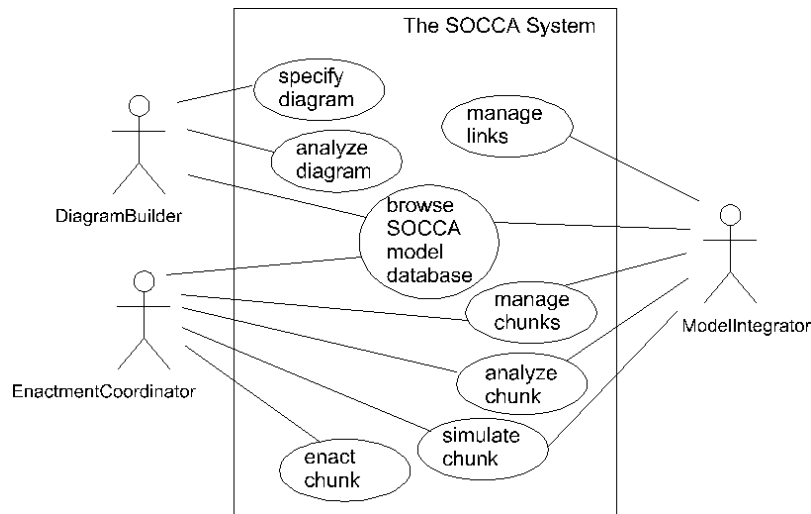 The SOCCA System
specify
diagram
manage
links
analyze
diagram
browse
SOCCA
model
database
DiagramBuilder
manage
chunks
ModelIntegrator
analyze
chunk
EnactmentCoordinator
simulate
chunk
enact
chunk